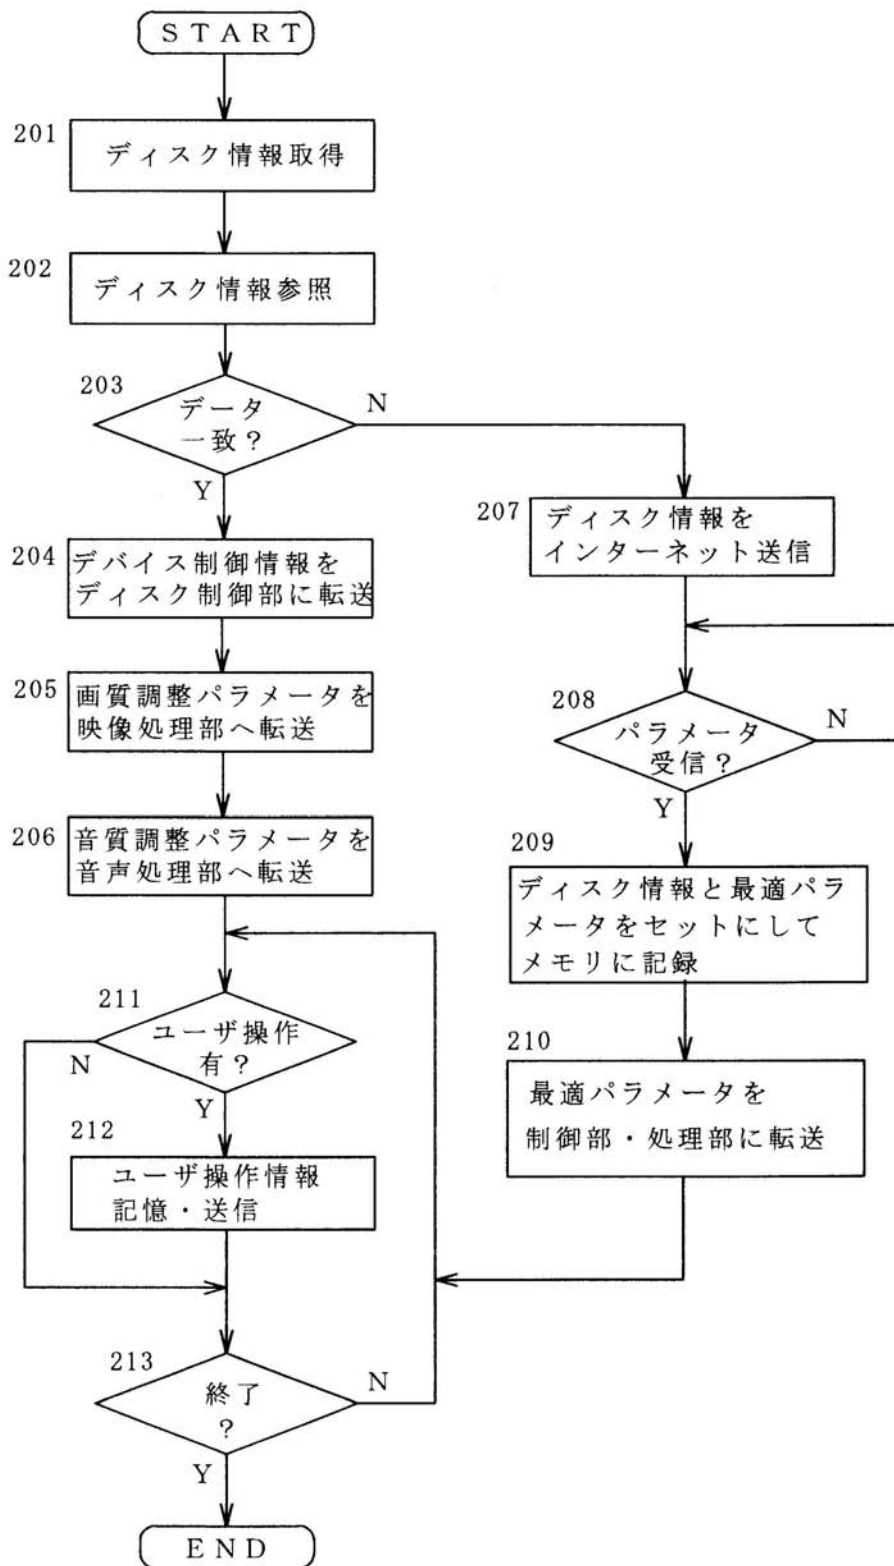 START
201
ディスク情報取得
202
ディスク情報参照
203
データ
一致？
N
Y
204
デバイス制御情報を
ディスク制御部に転送
205
画質調整パラメータを
映像処理部へ転送
206
音質調整パラメータを
音声処理部へ転送
207
ディスク情報を
インターネット送信
208
パラメータ
受信？
N
Y
209
ディスク情報と最適パラ
メータをセットにして
メモリに記録
210
最適パラメータを
制御部・処理部に転送
211
ユーザ操作
有？
N
Y
212
ユーザ操作情報
記憶・送信
213
終了
？
N
Y
END